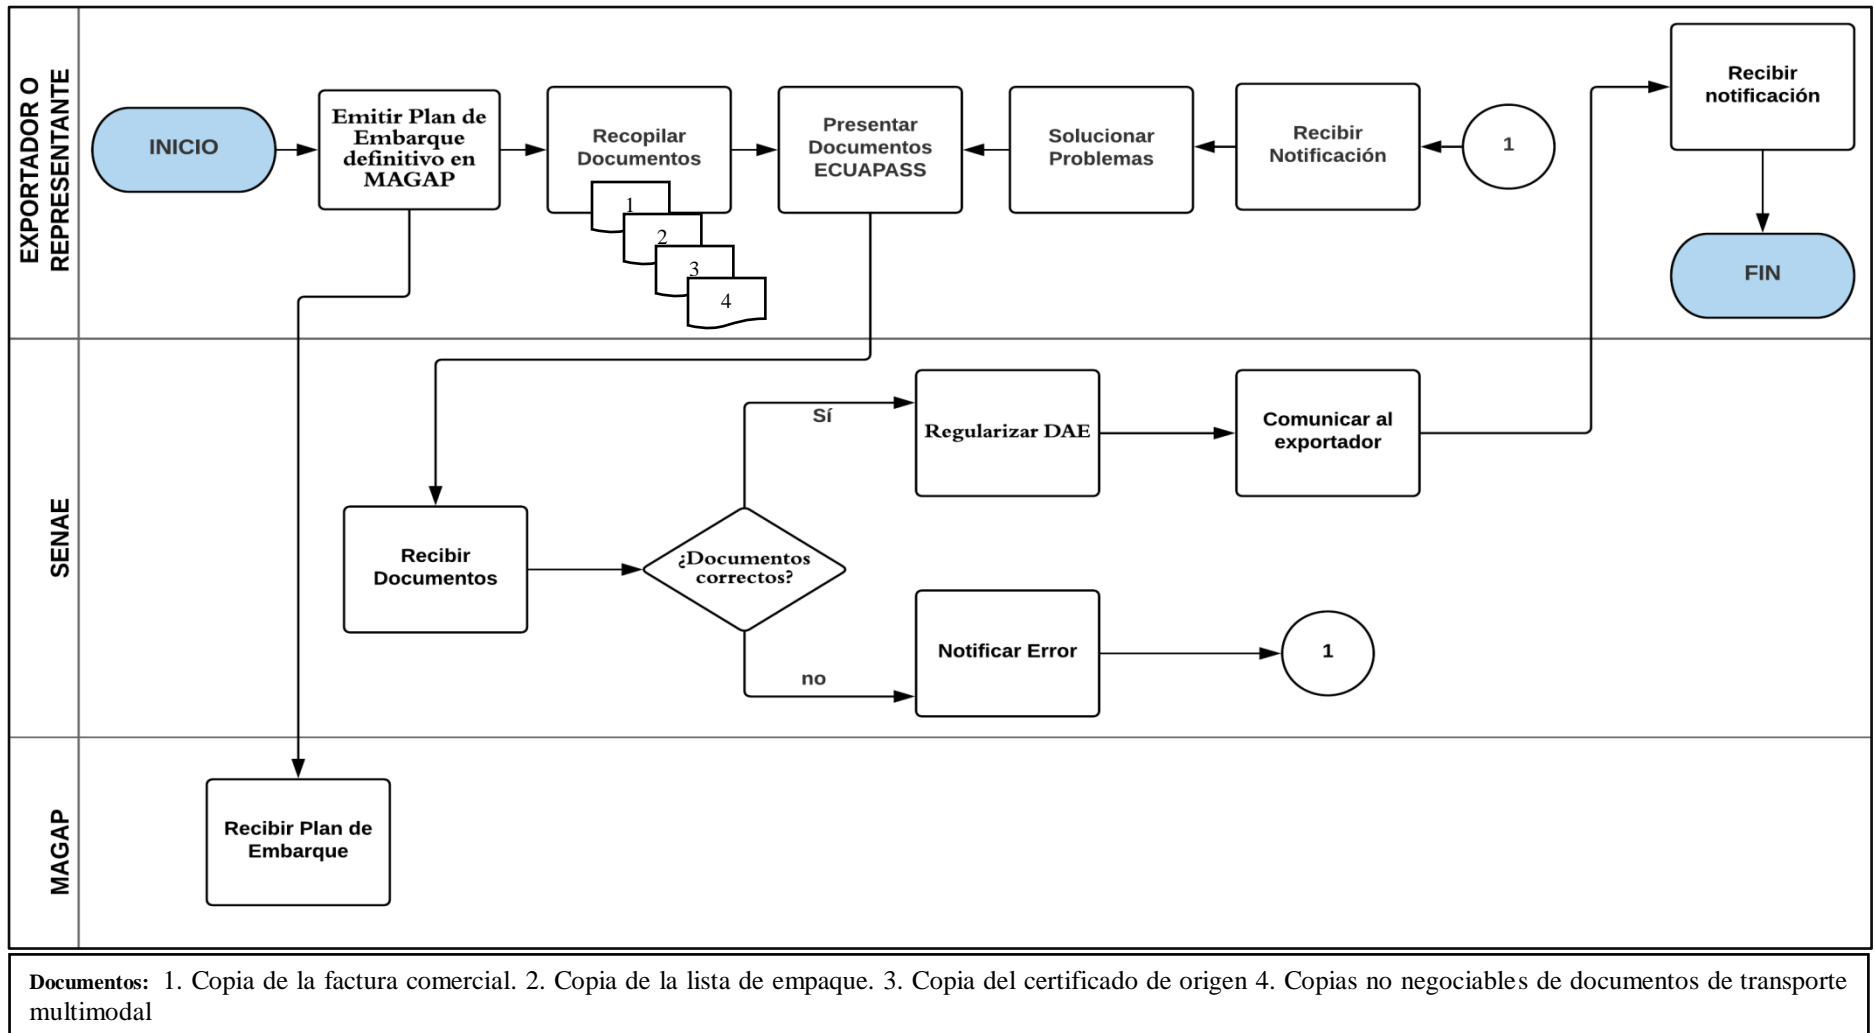 EXPORTADOR O
REPRESENTANTE
INICIO
Emitir Plan de
Embarque
definitivo en
MAGAP
Recopilar
Documentos
1
2
3
4
Presentar
Documentos
ECUAPASS
Solucionar
Problemas
Recibir
Notificación
1
Recibir
notificación
FIN
SENAE
Recibir
Documentos
¿Documentos
correctos?
Sí
Regularizar DAE
Comunicar al
exportador
no
Notificar Error
1
MAGAP
Recibir Plan de
Embarque
Documentos: 1. Copia de la factura comercial. 2. Copia de la lista de empaque. 3. Copia del certificado de origen 4. Copias no negociables de documentos de transporte
multimodal